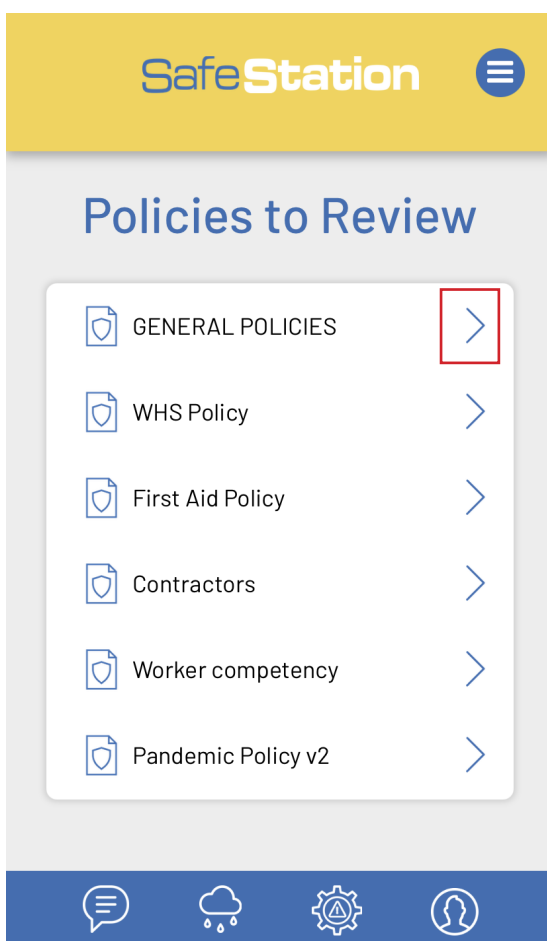 SafeStation
Policies to Review
GENERAL POLICIES
WHS Policy
First Aid Policy
Contractors
Worker competency
Pandemic Policy v2